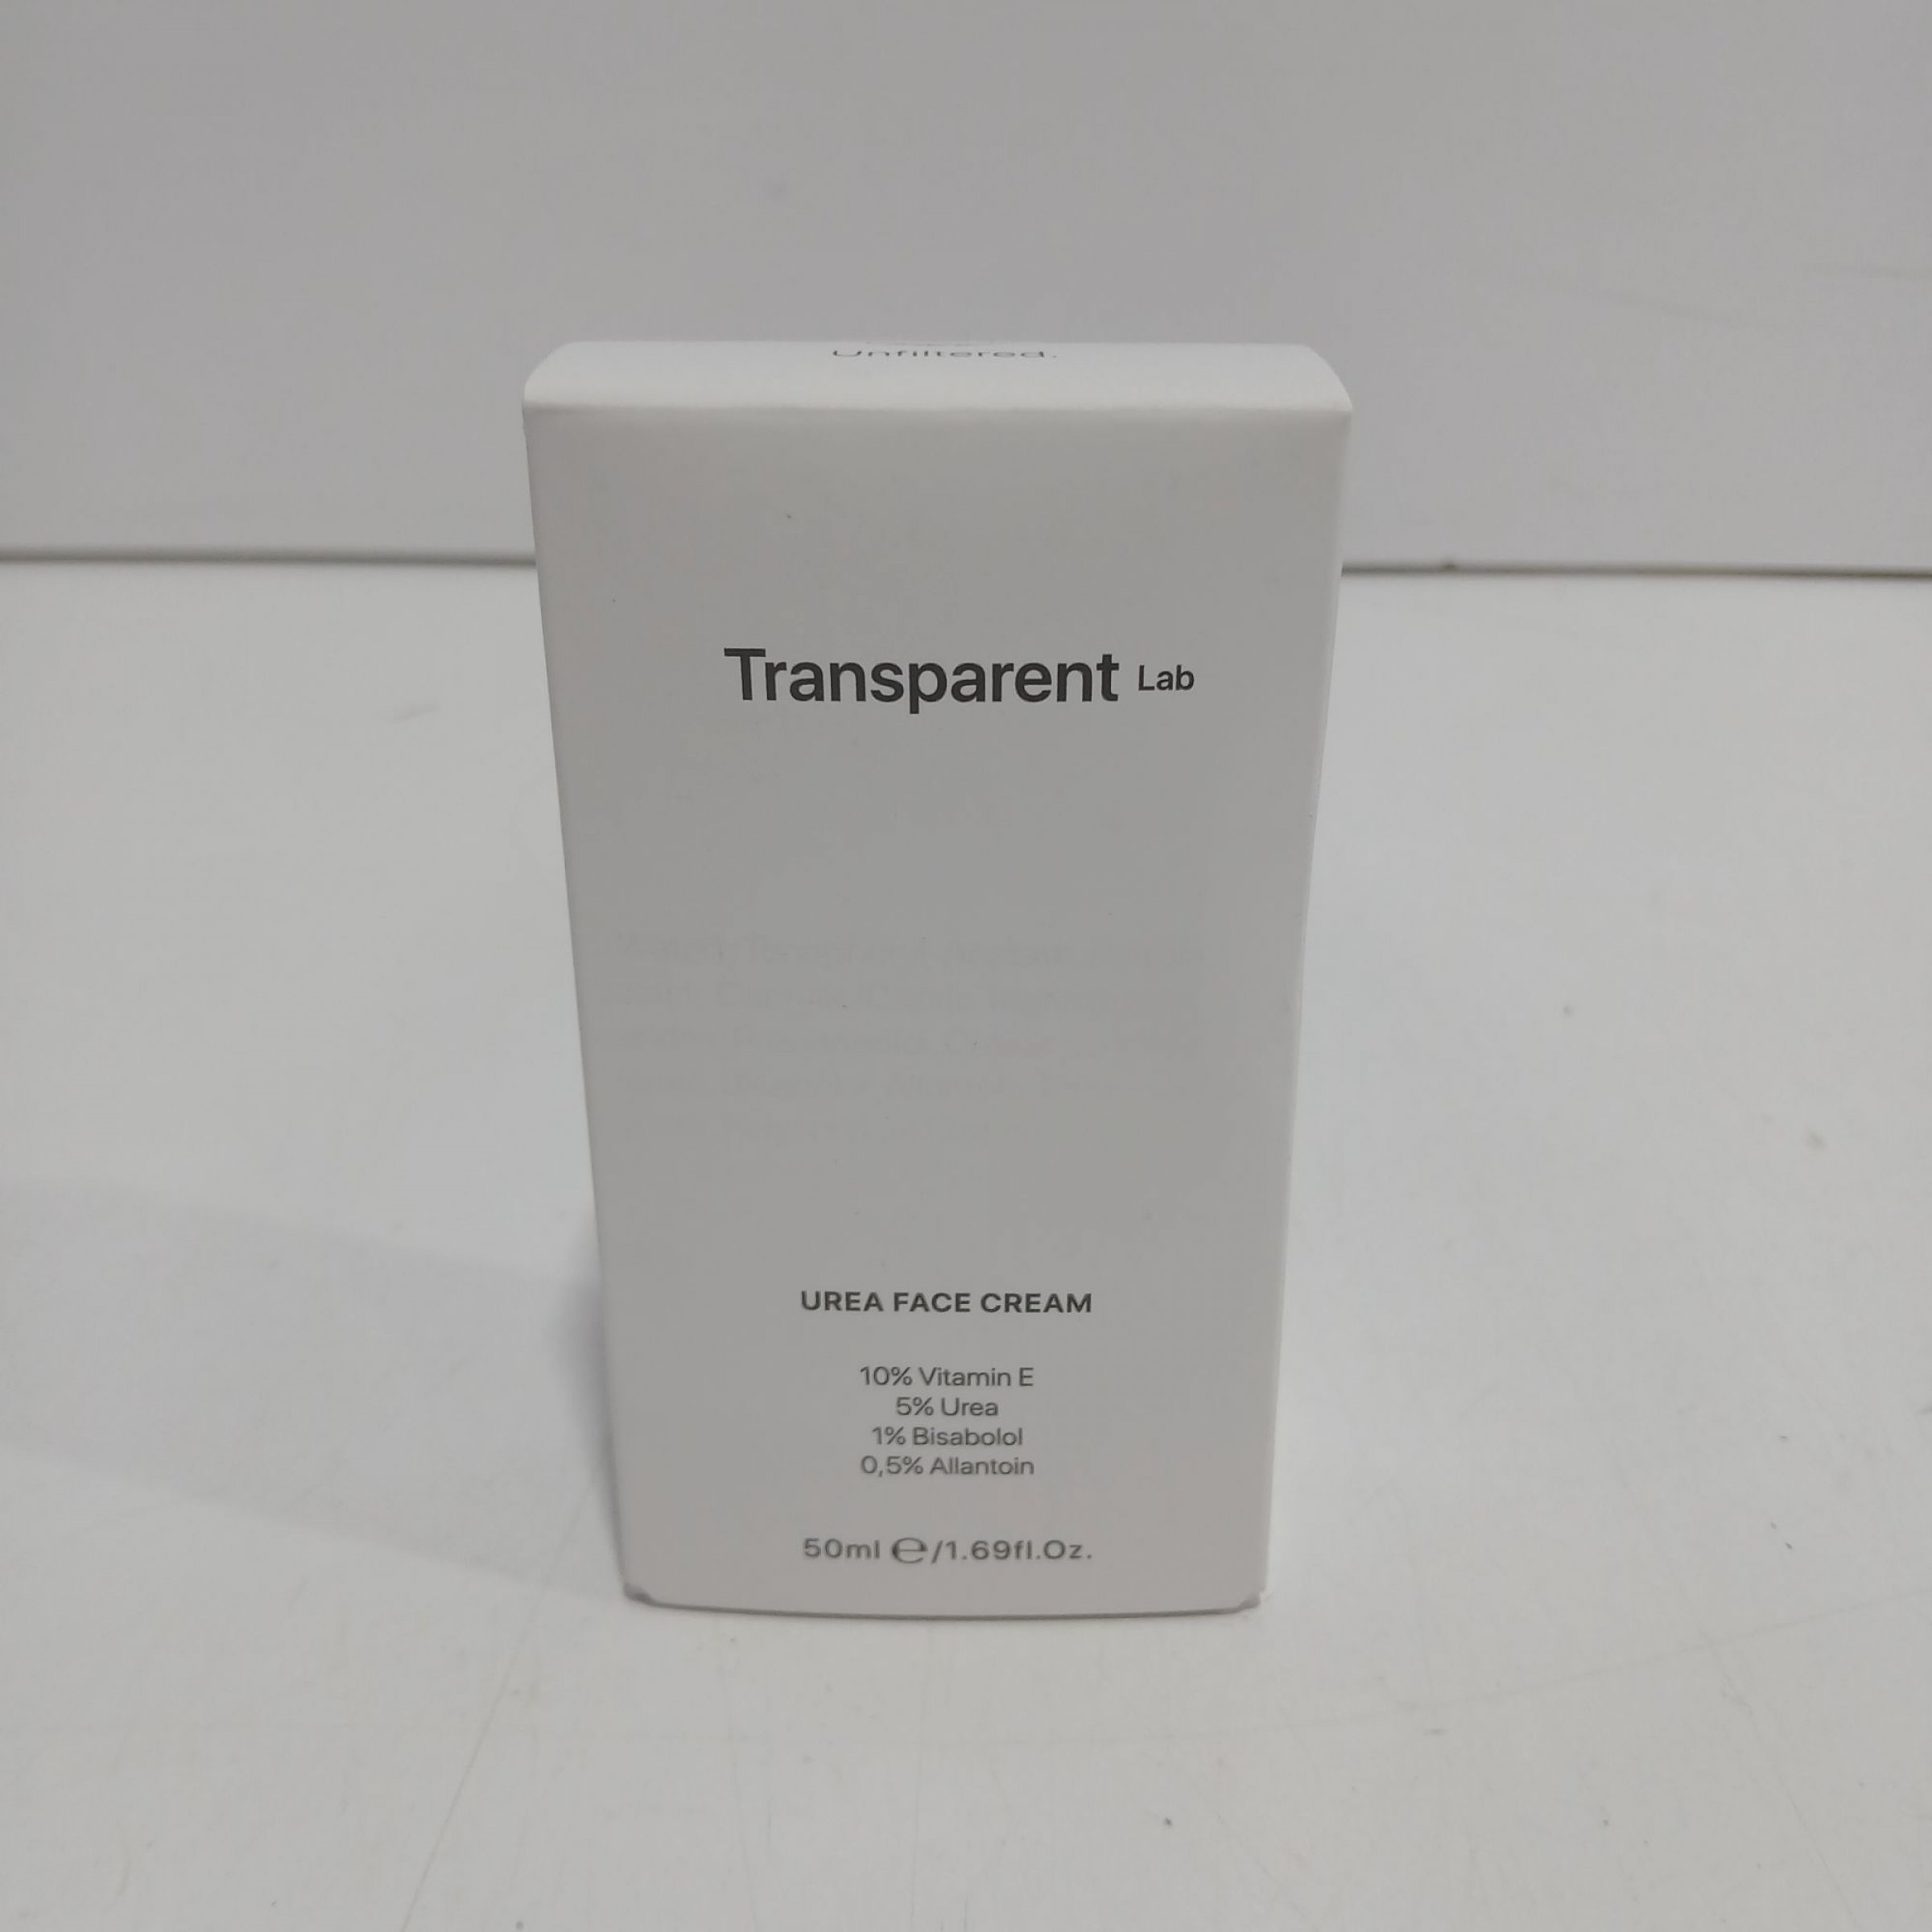 Unfiltered.
Transparent Lab
UREA FACE CREAM
10% Vitamin E
5% Urea
1% Bisabolol
0,5% Allantoin
50ml ℮/1.69fl.Oz.